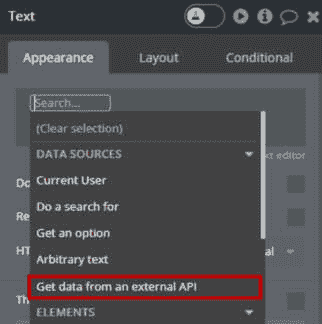 Text
Appearance Layout Conditional
Search...
(Clear selection)
DATA SOURCES
Current User
Do a search for
Get an option
Arbitrary text
Get data from an external API
ELEMENTS
ext editor
Do
Re
HT
al
Th